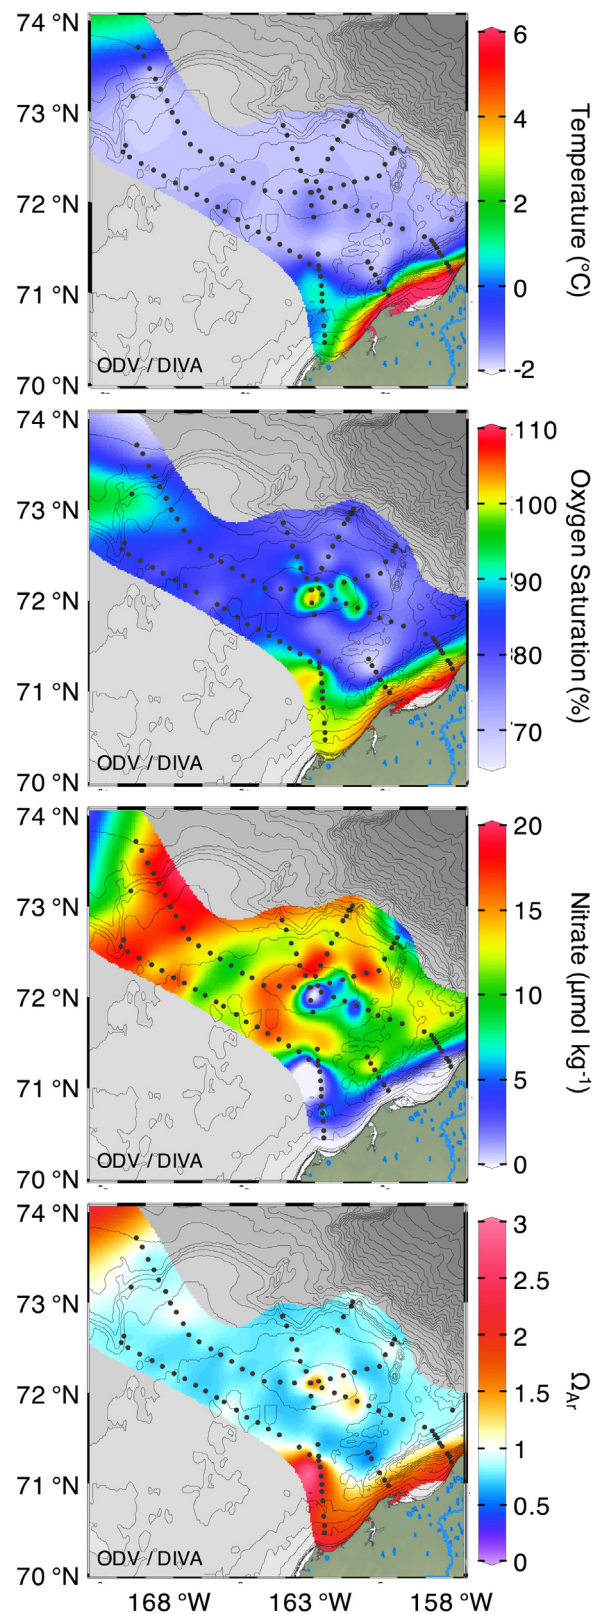 74 °N
73 °N
72 °N
71 °N
70 °N
ODV / DIVA
6
4
2
0
-2
Temperature (°C)
74 °N
73 °N
72 °N
71 °N
70 °N
ODV / DIVA
110
100
90
80
70
Oxygen Saturation (%)
74 °N
73 °N
72 °N
71 °N
70 °N
ODV / DIVA
20
15
10
5
0
Nitrate (μmol kg⁻¹)
74 °N
73 °N
72 °N
71 °N
70 °N
ODV / DIVA
3
2.5
2
1.5
1
0.5
0
Ω_Ar
168 °W 163 °W 158 °W